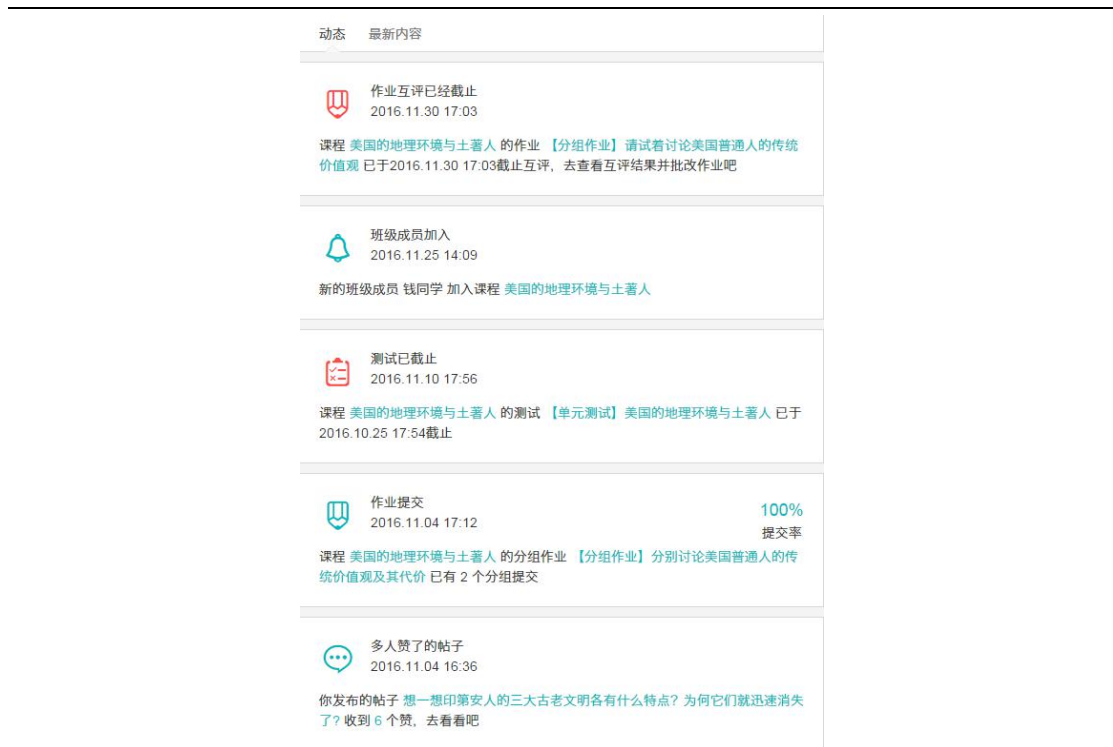 动态 最新内容
作业互评已经截止
2016.11.30 17:03
课程 美国的地理环境与土著人 的作业 【分组作业】请试着讨论美国普通人的传统
价值观 已于2016.11.30 17:03截止互评，去查看互评结果并批改作业吧
班级成员加入
2016.11.25 14:09
新的班级成员 钱同学 加入课程 美国的地理环境与土著人
测试已截止
2016.11.10 17:56
课程 美国的地理环境与土著人 的测试 【单元测试】美国的地理环境与土著人 已于
2016.10.25 17:54截止
作业提交
2016.11.04 17:12
100%
提交率
课程 美国的地理环境与土著人 的分组作业 【分组作业】分别讨论美国普通人的传
统价值观及其代价 已有 2 个分组提交
多人赞了的帖子
2016.11.04 16:36
你发布的帖子 想一想印第安人的三大古老文明各有什么特点？为何它们就迅速消失
了？收到 6 个赞，去看看吧